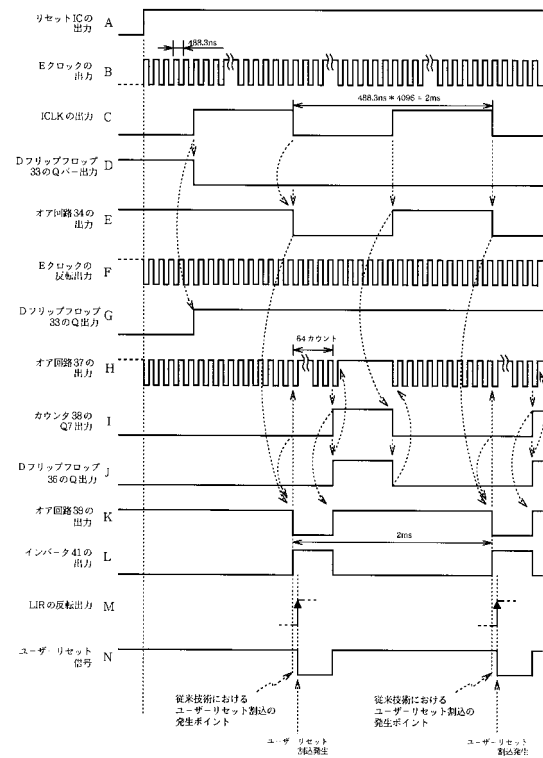 リセットICの
出力
A
488.3ns
Eクロックの
出力
B
488.3ns * 4096 = 2ms
ICLKの出力
C
Dフリップフロップ
33のQバー出力
D
オア回路34の
出力
E
Eクロックの
反転出力
F
Dフリップフロップ
33のQ出力
G
64カウント
オア回路37の
出力
H
カウンタ38の
Q7出力
I
Dフリップフロップ
36のQ出力
J
オア回路39の
出力
K
2ms
インバータ41の
出力
L
LIRの反転出力
M
ユーザーリセット
信号
N
従来技術における
ユーザーリセット割込の
発生ポイント
従来技術における
ユーザーリセット割込の
発生ポイント
ユーザーリセット
割込発生
ユーザーリセット
割込発生